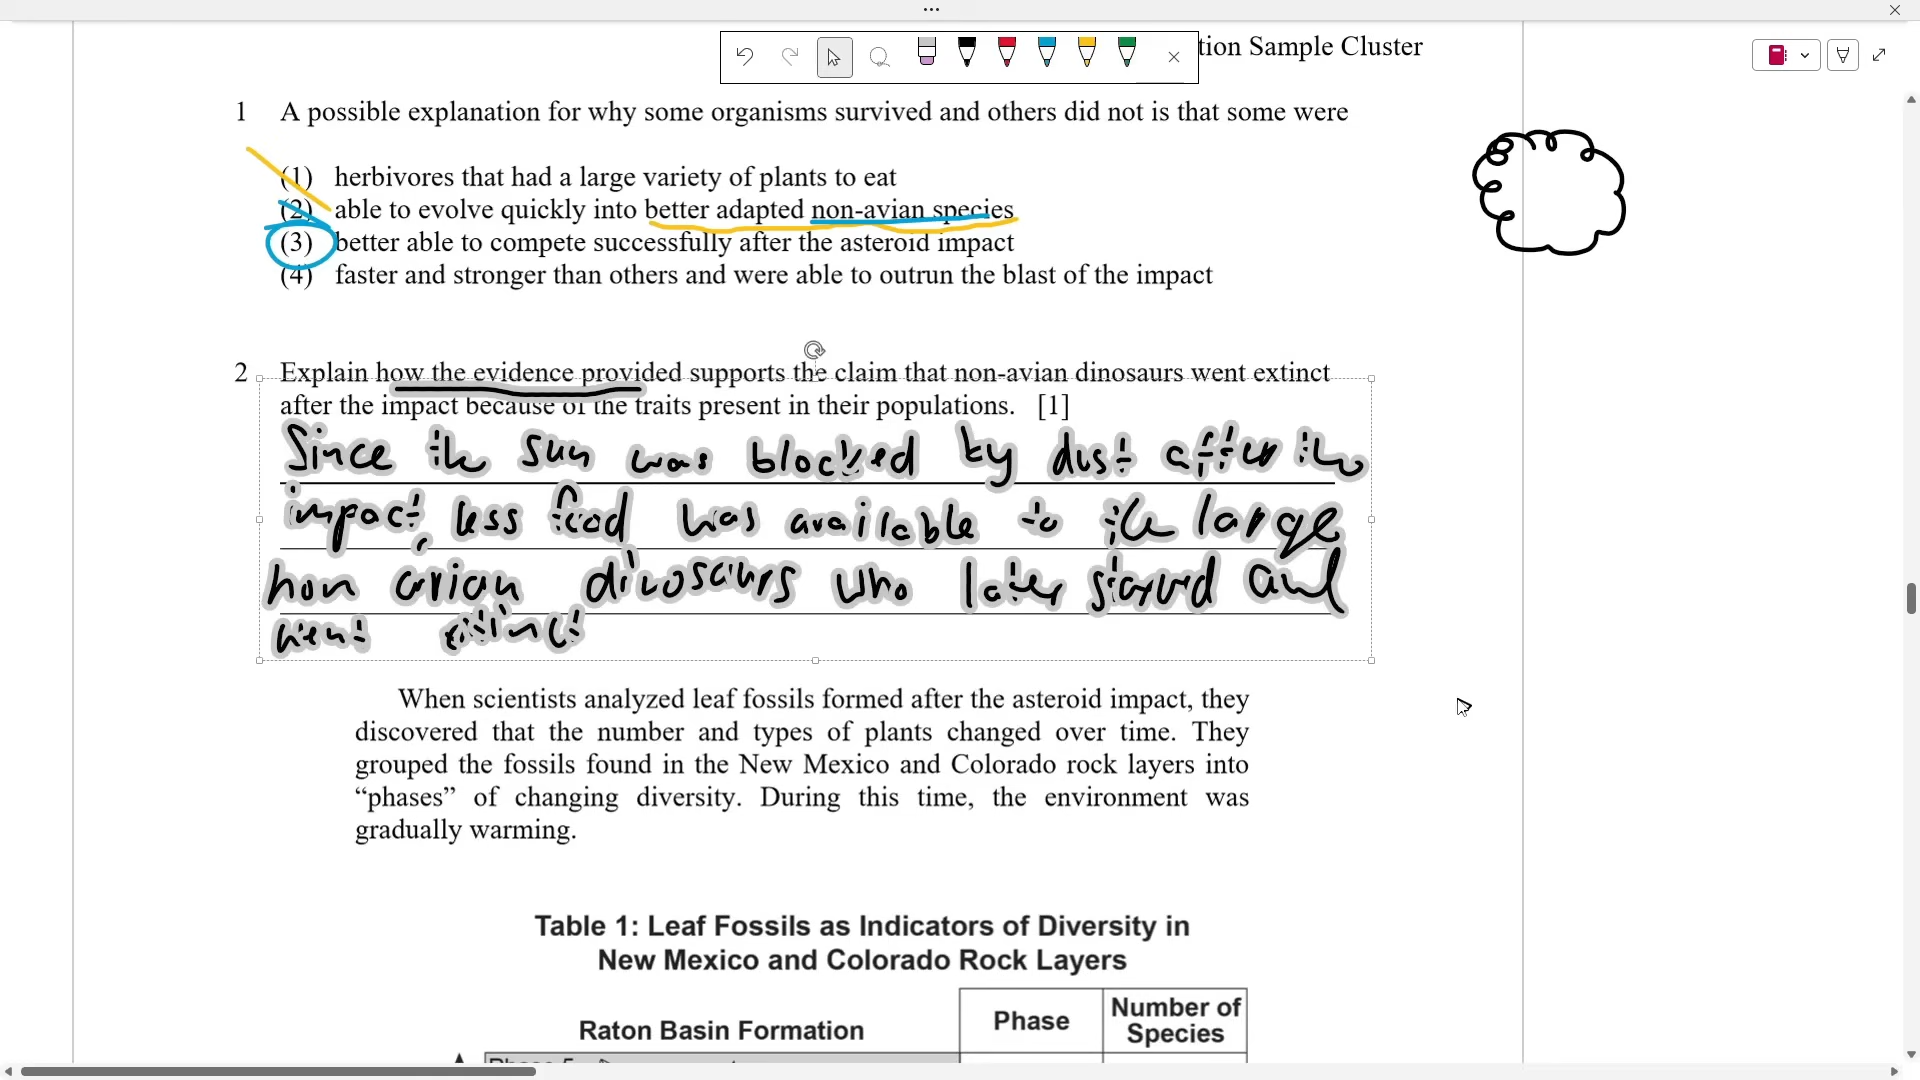 tion Sample Cluster
1 A possible explanation for why some organisms survived and others did not is that some were
(1) herbivores that had a large variety of plants to eat
(2) able to evolve quickly into better adapted non-avian species
(3) better able to compete successfully after the asteroid impact
(4) faster and stronger than others and were able to outrun the blast of the impact
2 Explain how the evidence provided supports the claim that non-avian dinosaurs went extinct
after the impact because of the traits present in their populations. [1]
Since the sun was blocked by dust after the
impact, less food was available to the large
non avian dinosaurs who later starved and
went extinct
When scientists analyzed leaf fossils formed after the asteroid impact, they
discovered that the number and types of plants changed over time. They
grouped the fossils found in the New Mexico and Colorado rock layers into
“phases” of changing diversity. During this time, the environment was
gradually warming.
Table 1: Leaf Fossils as Indicators of Diversity in
New Mexico and Colorado Rock Layers
Raton Basin Formation
Phase
Number of
Species